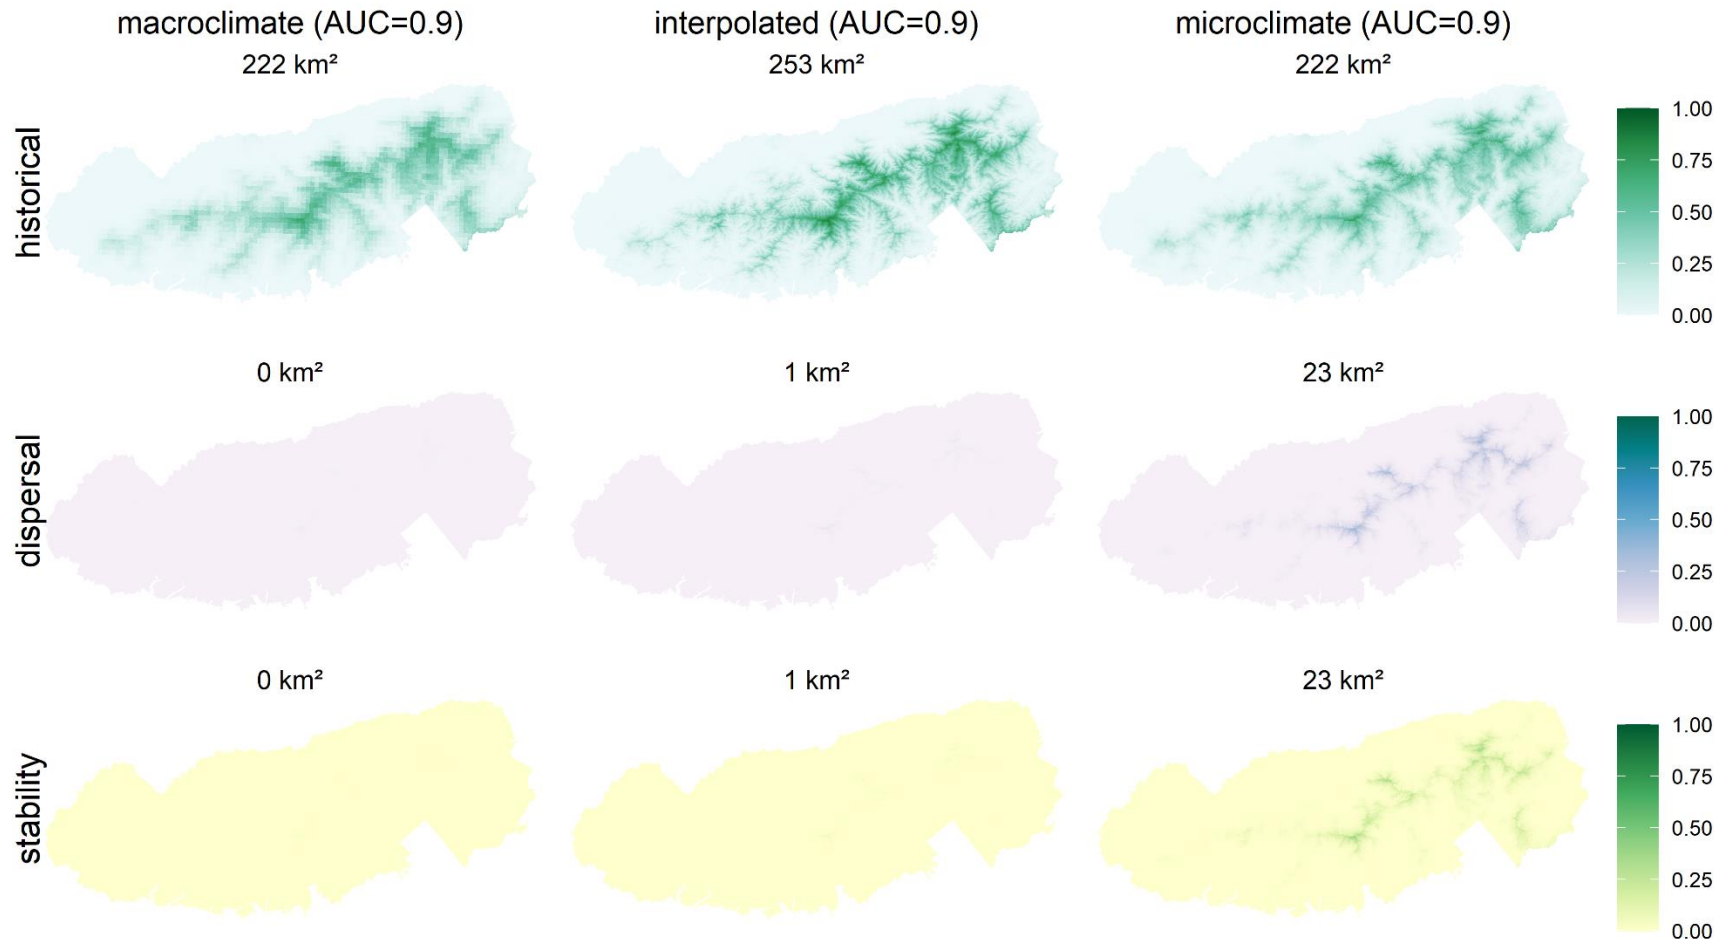 macroclimate (AUC=0.9)
interpolated (AUC=0.9)
microclimate (AUC=0.9)
222 km²
253 km²
222 km²
historical
1.00
0.75
0.50
0.25
0.00
0 km²
1 km²
23 km²
dispersal
1.00
0.75
0.50
0.25
0.00
0 km²
1 km²
23 km²
stability
1.00
0.75
0.50
0.25
0.00